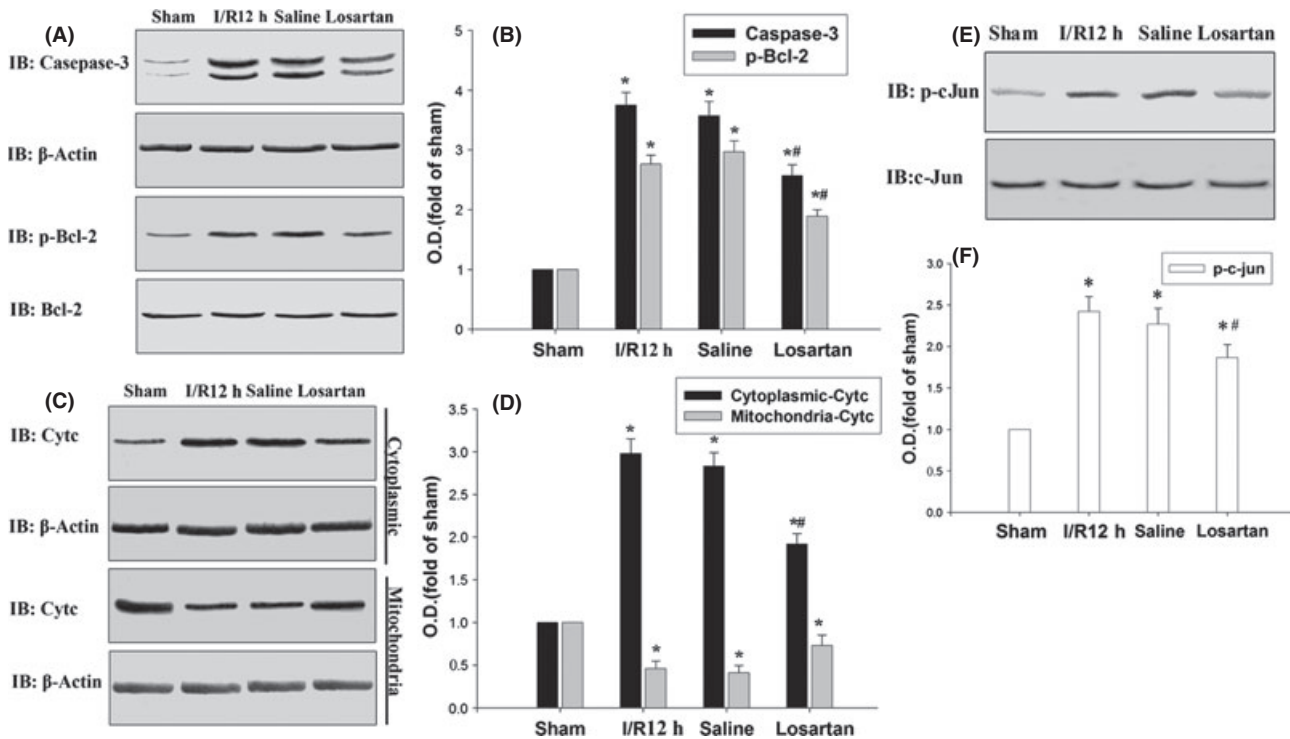 (A)
Sham I/R12 h Saline Losartan
IB: Casepase-3
IB: β-Actin
IB: p-Bcl-2
IB: Bcl-2
(B)
Caspase-3
p-Bcl-2
O.D.(fold of sham)
5
4
3
2
1
0
* * * * *# *#
Sham I/R12 h Saline Losartan
(C)
Sham I/R12 h Saline Losartan
IB: Cytc
IB: β-Actin
Cytoplasmic
IB: Cytc
IB: β-Actin
Mitochondria
(D)
Cytoplasmic-Cytc
Mitochondria-Cytc
O.D.(fold of sham)
3.5
3.0
2.5
2.0
1.5
1.0
0.5
0.0
* * * * *# *
Sham I/R12 h Saline Losartan
(E)
Sham I/R12 h Saline Losartan
IB: p-cJun
IB:c-Jun
(F)
p-c-jun
O.D.(fold of sham)
3.0
2.5
2.0
1.5
1.0
0.5
0.0
* * *#
Sham I/R12 h Saline Losartan